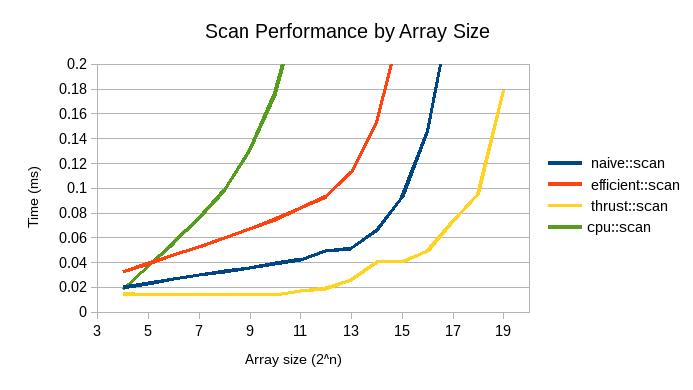 Scan Performance by Array Size
0.2
0.18
0.16
0.14
0.12
0.1
0.08
0.06
0.04
0.02
0
Time (ms)
3 5 7 9 11 13 15 17 19
Array size (2^n)
naive::scan
efficient::scan
thrust::scan
cpu::scan